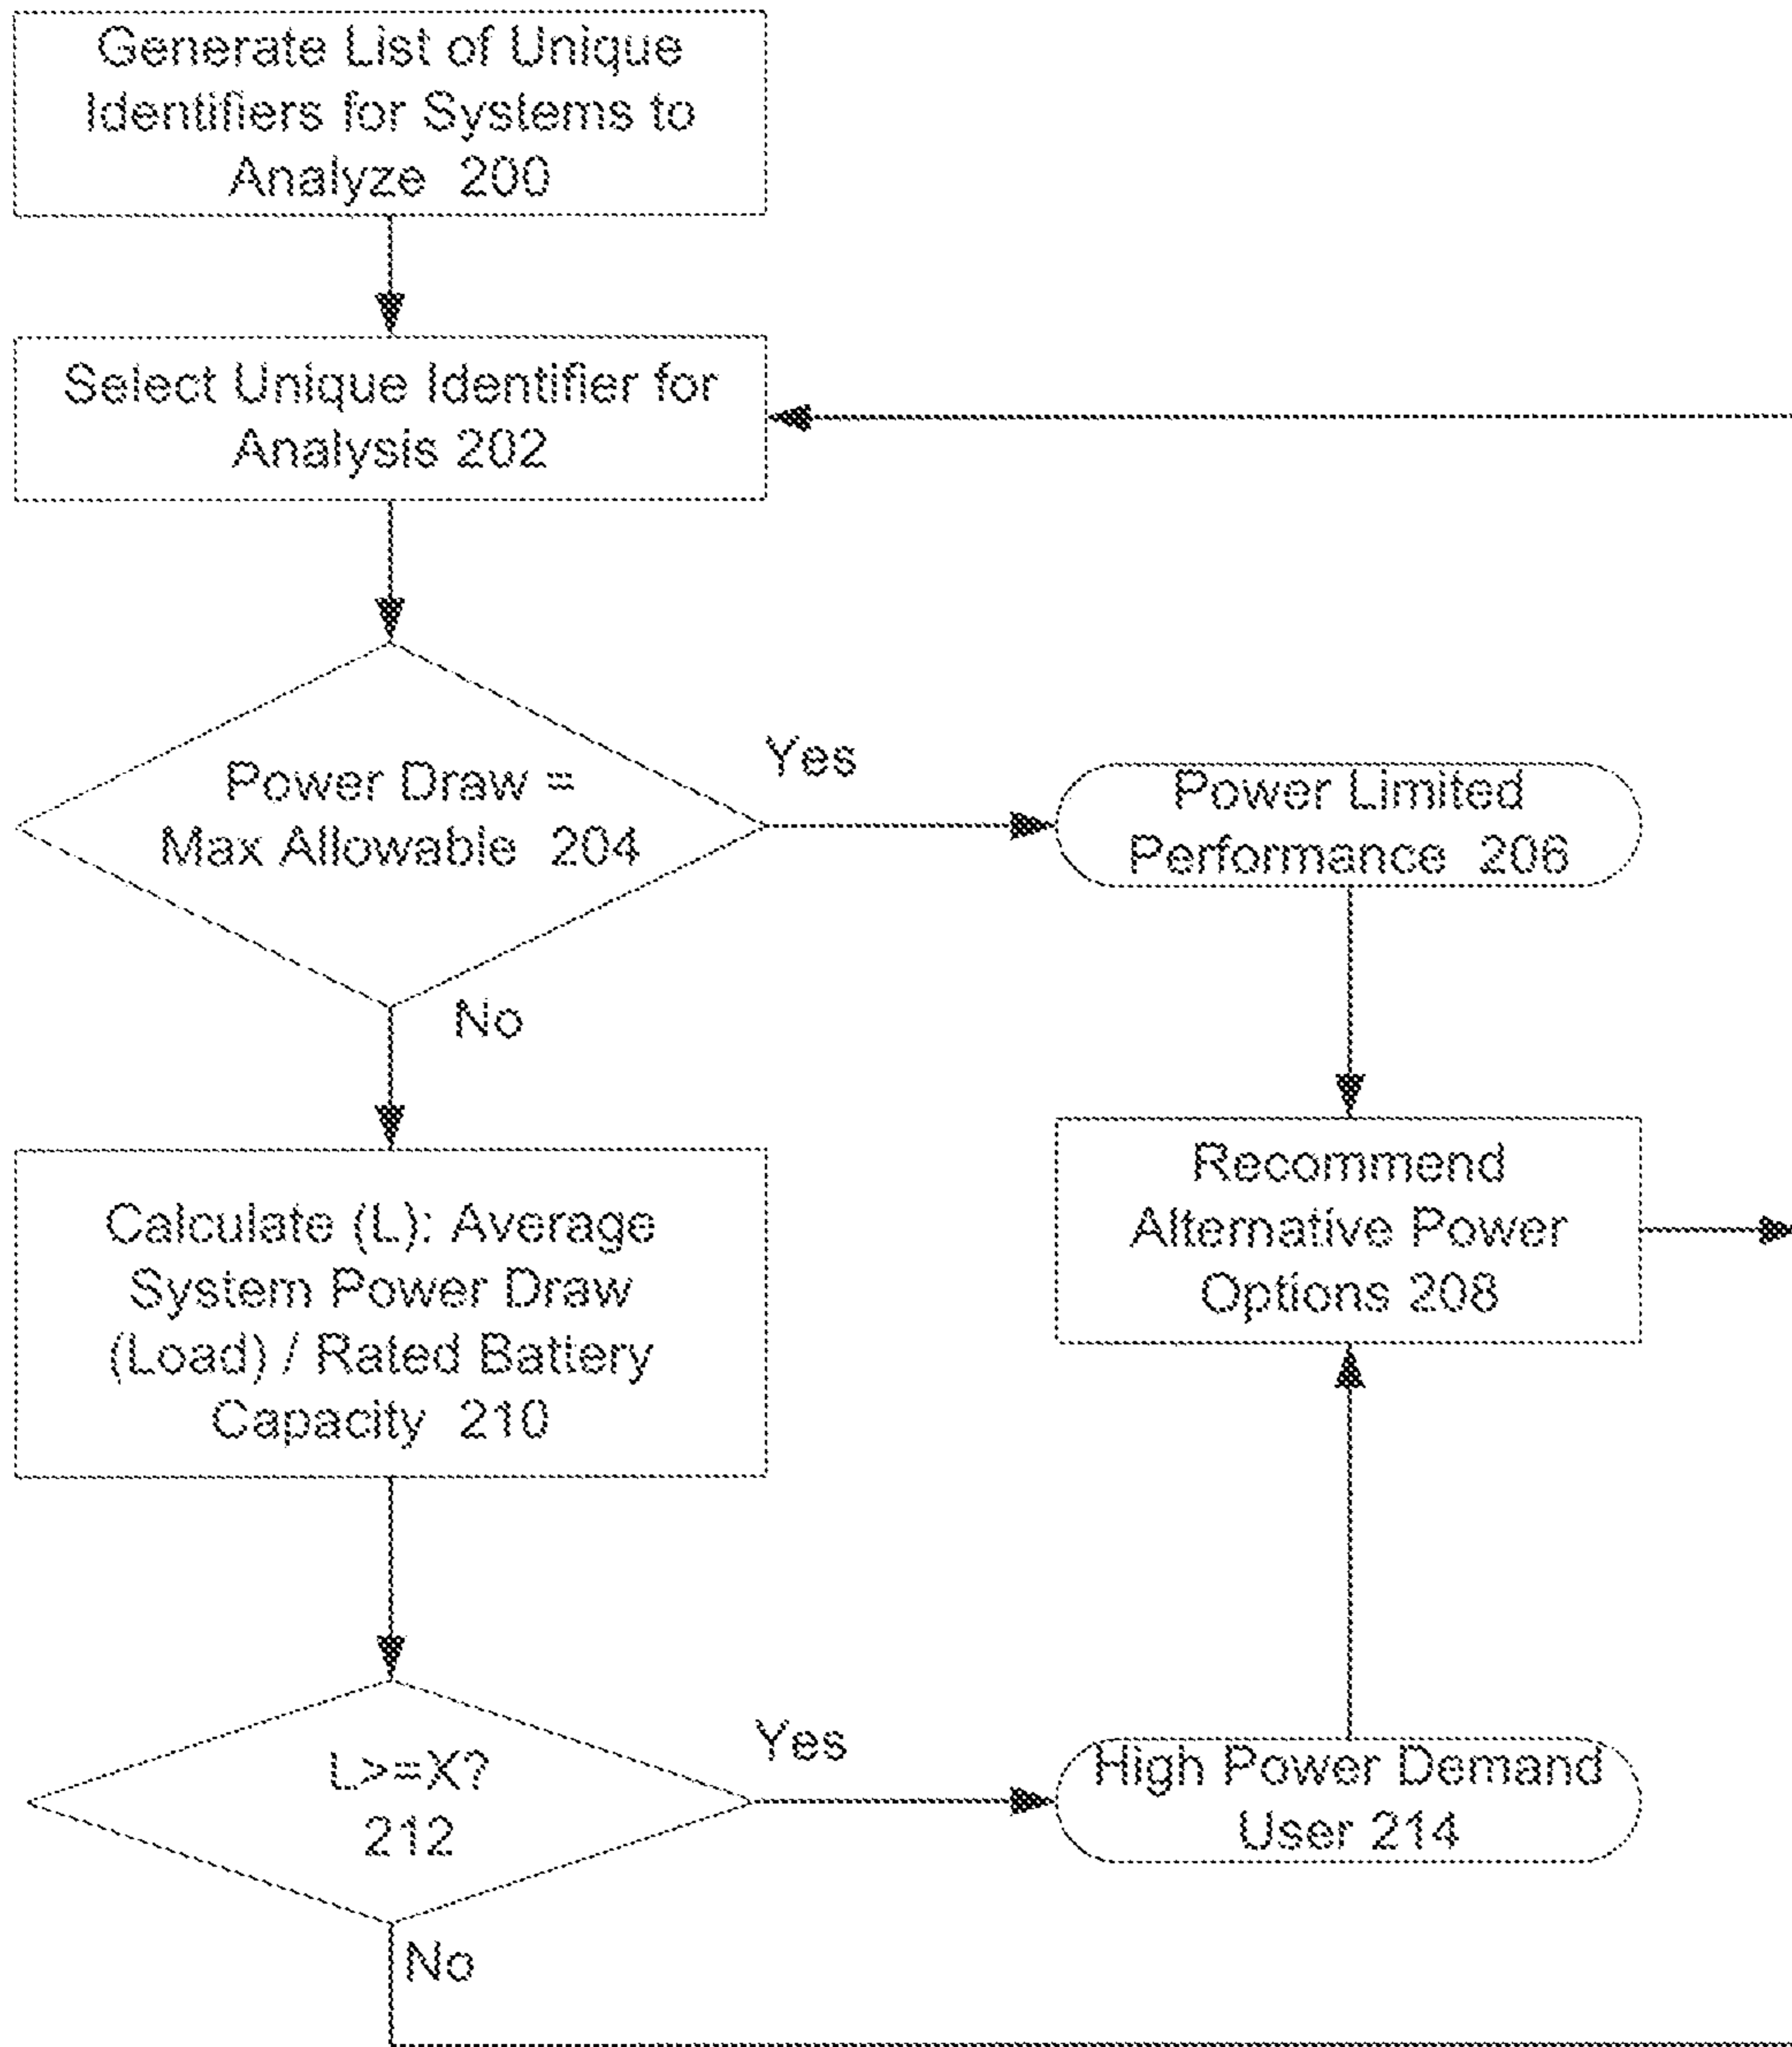 Generate List of Unique
Identifiers for Systems to
Analyze 200
Select Unique Identifier for
Analysis 202
Power Draw =
Max Allowable 204
Yes
Power Limited
Performance 206
No
Recommend
Alternative Power
Options 208
Calculate (L): Average
System Power Draw
(Load) / Rated Battery
Capacity 210
L>=X?
212
Yes
High Power Demand
User 214
No